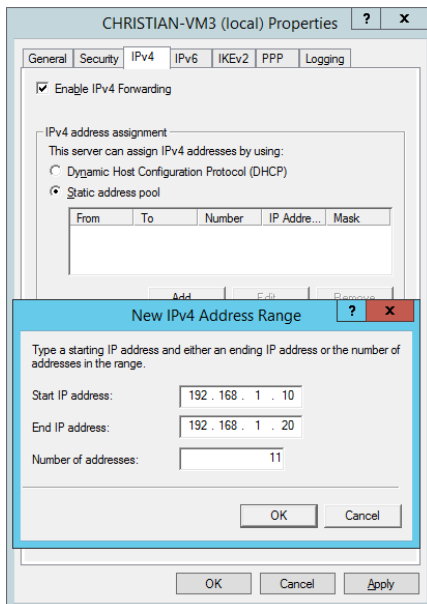 CHRISTIAN-VM3 (local) Properties ? x
General Security IPv4 IPv6 IKEv2 PPP Logging
Enable IPv4 Forwarding
IPv4 address assignment
This server can assign IPv4 addresses by using:
Dynamic Host Configuration Protocol (DHCP)
Static address pool
From To Number IP Addre... Mask
Add... Edit... Remove
New IPv4 Address Range ? x
Type a starting IP address and either an ending IP address or the number of
addresses in the range.
Start IP address: 192 . 168 . 1 . 10
End IP address: 192 . 168 . 1 . 20
Number of addresses: 11
OK Cancel
OK Cancel Apply